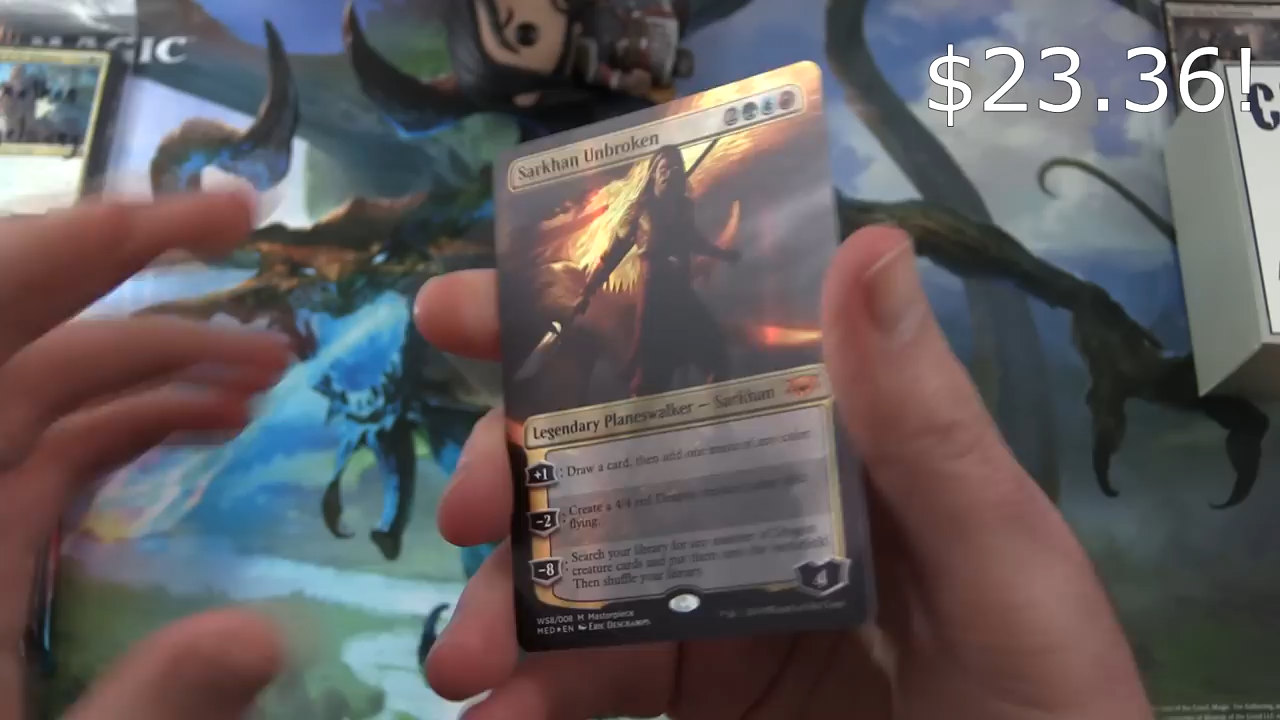 MAGIC
$23.36!
Sarkhan Unbroken
Legendary Planeswalker – Sarkhan
+1: Draw a card, then add one mana of any color.
-2: Create a 4/4 red Dragon creature token with
flying.
-8: Search your library for any number of Dragon
creature cards and put them onto the battlefield.
Then shuffle your library.
4
WS8/008 M Masterpiece
MED★EN Eric Deschamps